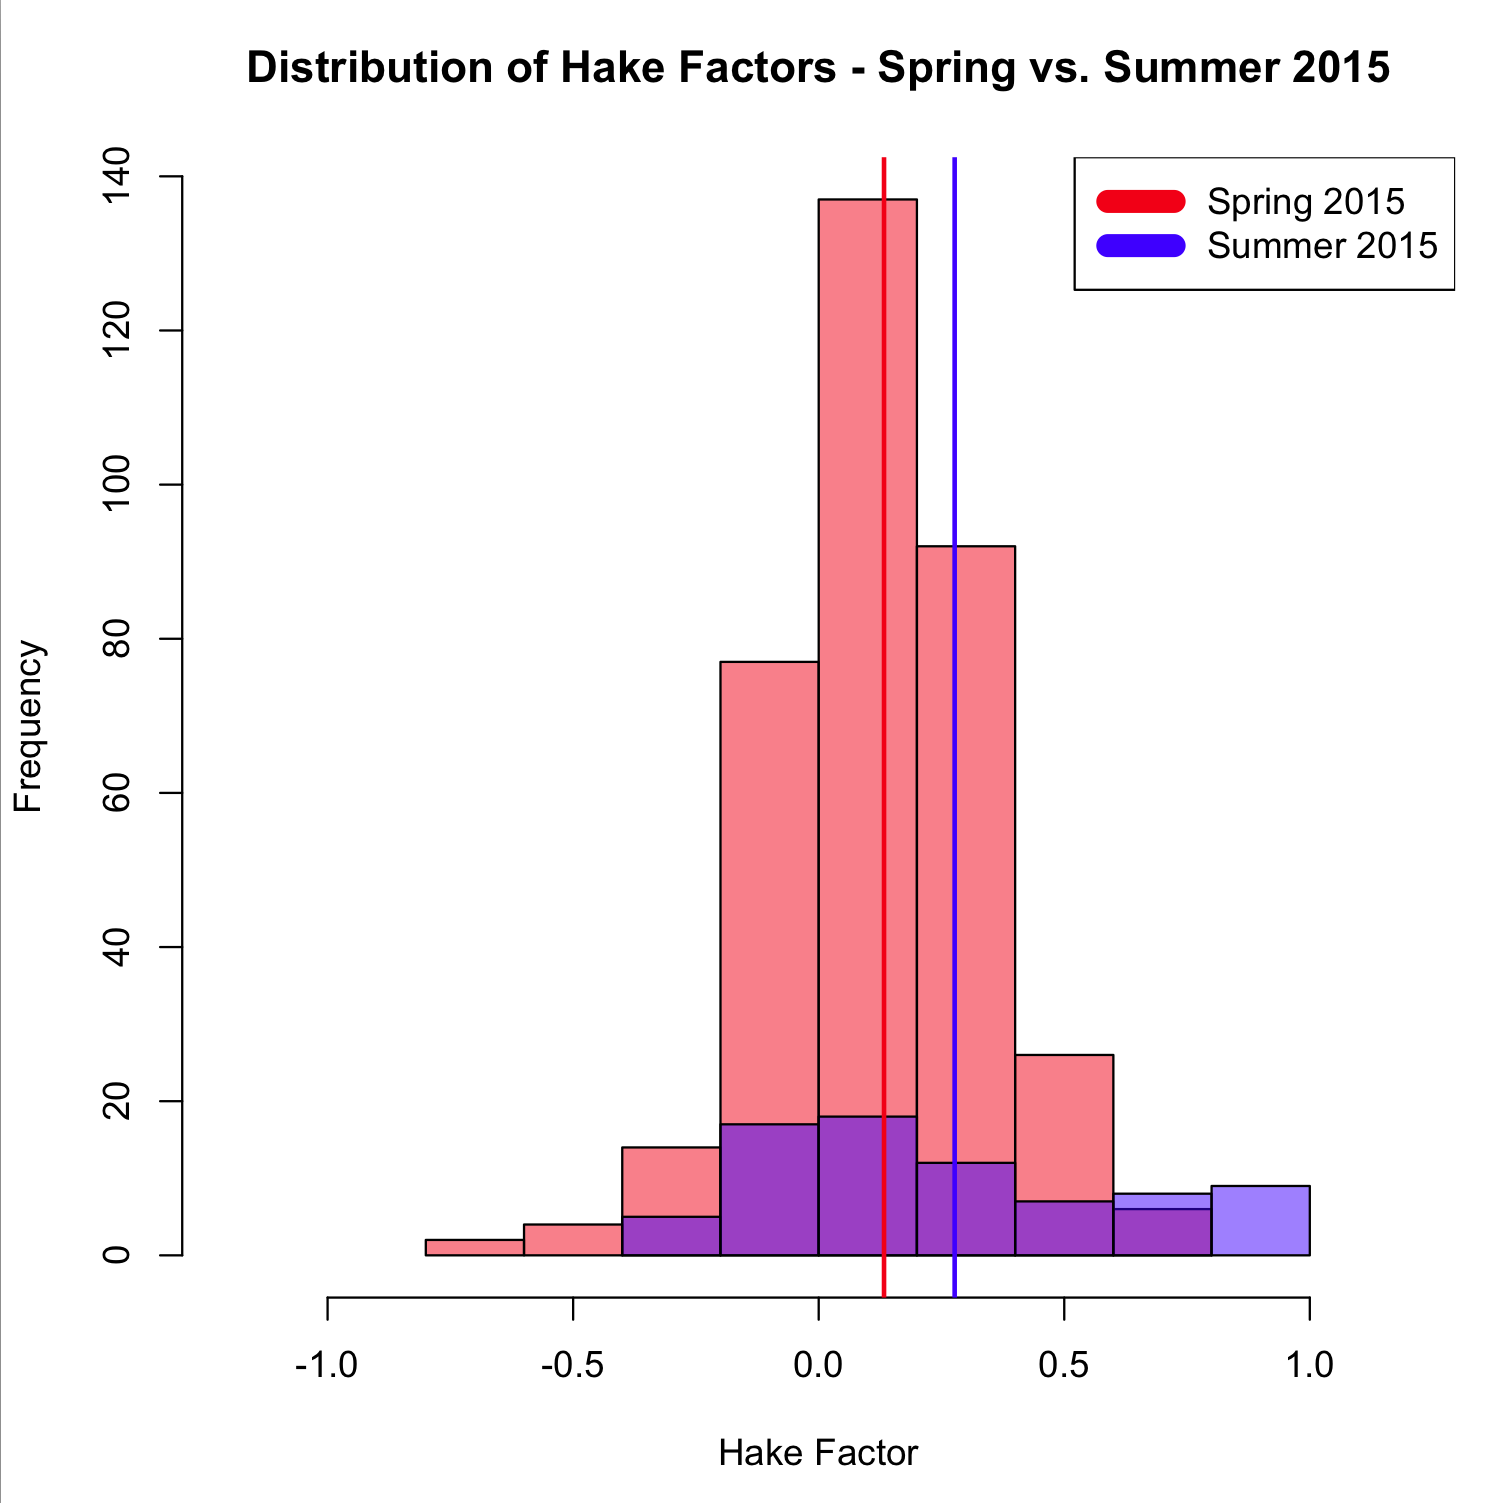 Distribution of Hake Factors - Spring vs. Summer 2015
Spring 2015
Summer 2015
140
120
100
80
60
40
20
0
Frequency
-1.0 -0.5 0.0 0.5 1.0
Hake Factor